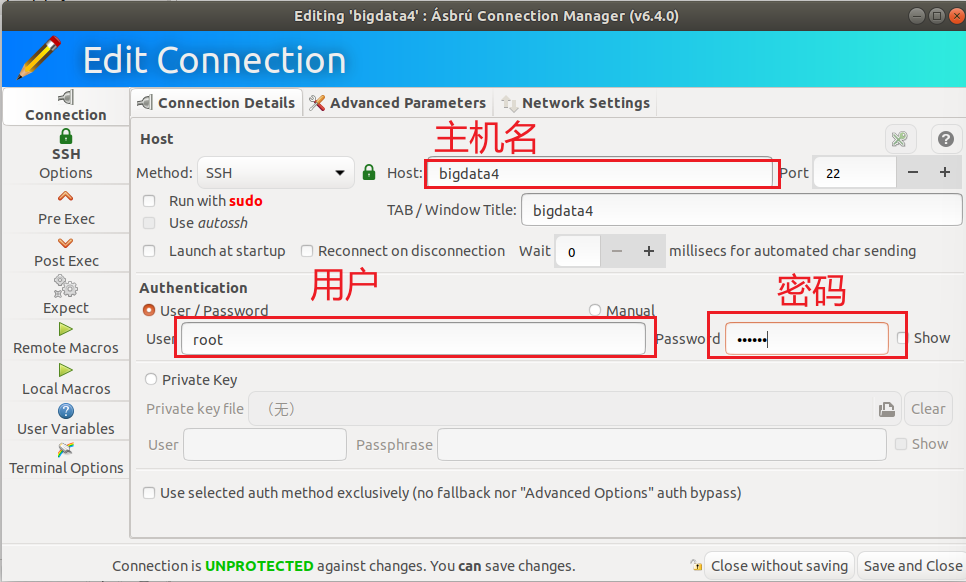 Editing 'bigdata4' : Ásbrú Connection Manager (v6.4.0)
Edit Connection
Connection
SSH
Options
Pre Exec
Post Exec
Expect
Remote Macros
Local Macros
User Variables
Terminal Options
Connection Details
Advanced Parameters
Network Settings
Host
主机名
Method: SSH Host: bigdata4 Port 22
Run with sudo
TAB / Window Title: bigdata4
Use autossh
Launch at startup Reconnect on disconnection Wait 0 millisecs for automated char sending
Authentication
用户
密码
User / Password Manual
User root Password •••••• Show
Private Key
Private key file （无） Clear
User Passphrase Show
Use selected auth method exclusively (no fallback nor "Advanced Options" auth bypass)
Connection is UNPROTECTED against changes. You can save changes.
Close without saving
Save and Close